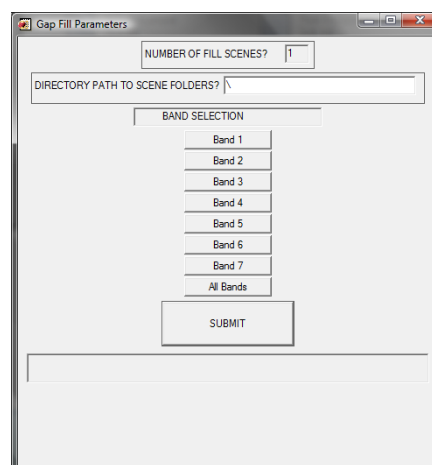 Gap Fill Parameters
NUMBER OF FILL SCENES? 1
DIRECTORY PATH TO SCENE FOLDERS? \
BAND SELECTION
Band 1
Band 2
Band 3
Band 4
Band 5
Band 6
Band 7
All Bands
SUBMIT